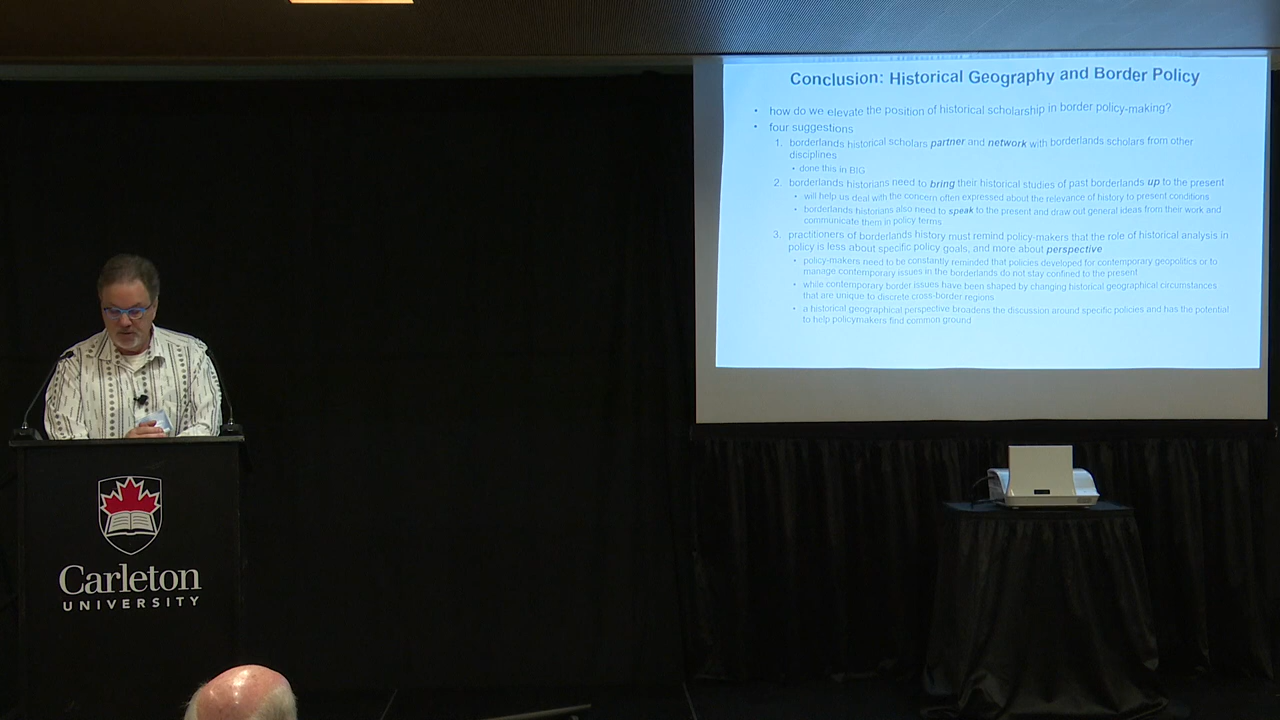 Conclusion: Historical Geography and Border Policy
• how do we elevate the position of historical scholarship in border policy-making?
• four suggestions
1. borderlands historical scholars partner and network with borderlands scholars from other
disciplines
• done this in BIG
2. borderlands historians need to bring their historical studies of past borderlands up to the present
• will help us deal with the concern often expressed about the relevance of history to present conditions
• borderlands historians also need to speak to the present and draw out general ideas from their work and
communicate them in policy terms
3. practitioners of borderlands history must remind policy-makers that the role of historical analysis in
policy is less about specific policy goals, and more about perspective
• policy-makers need to be constantly reminded that policies developed for contemporary geopolitics or to
manage contemporary issues in the borderlands do not stay confined to the present
• while contemporary border issues have been shaped by changing historical geographical circumstances
that are unique to discrete cross-border regions
• a historical geographical perspective broadens the discussion around specific policies and has the potential
to help policymakers find common ground
Carleton
UNIVERSITY